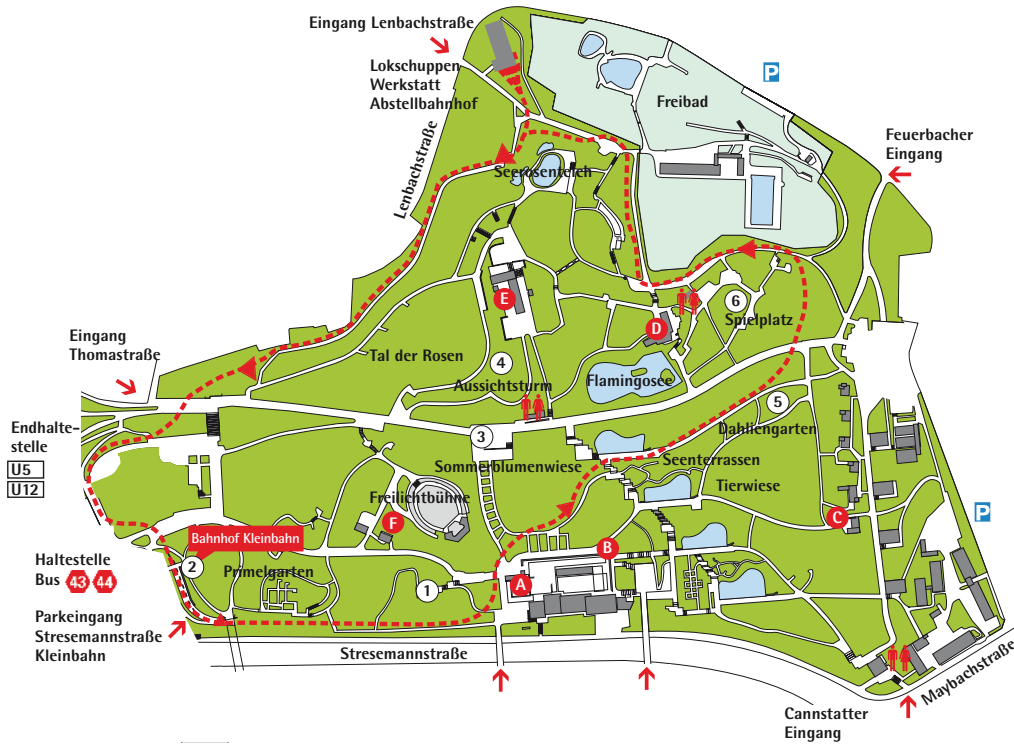 Eingang Lenbachstraße
Lokschuppen
Werkstatt
Abstellbahnhof
Lenbachstraße
P
Freibad
Feuerbacher
Eingang
Seerosenteich
E
D
6
Spielplatz
Eingang
Thomastraße
Tal der Rosen
4
Aussichtsturm
Flamingosee
5
Dahliengarten
Endhalte-
stelle
U5
U12
3
Sommerblumenwiese
Seenterrassen
Tierwiese
Freilichtbühne
F
C
P
Bahnhof Kleinbahn
B
2
Primelgarten
1
A
Haltestelle
Bus 43 44
Parkeingang
Stresemannstraße
Kleinbahn
Stresemannstraße
Maybachstraße
Cannstatter
Eingang